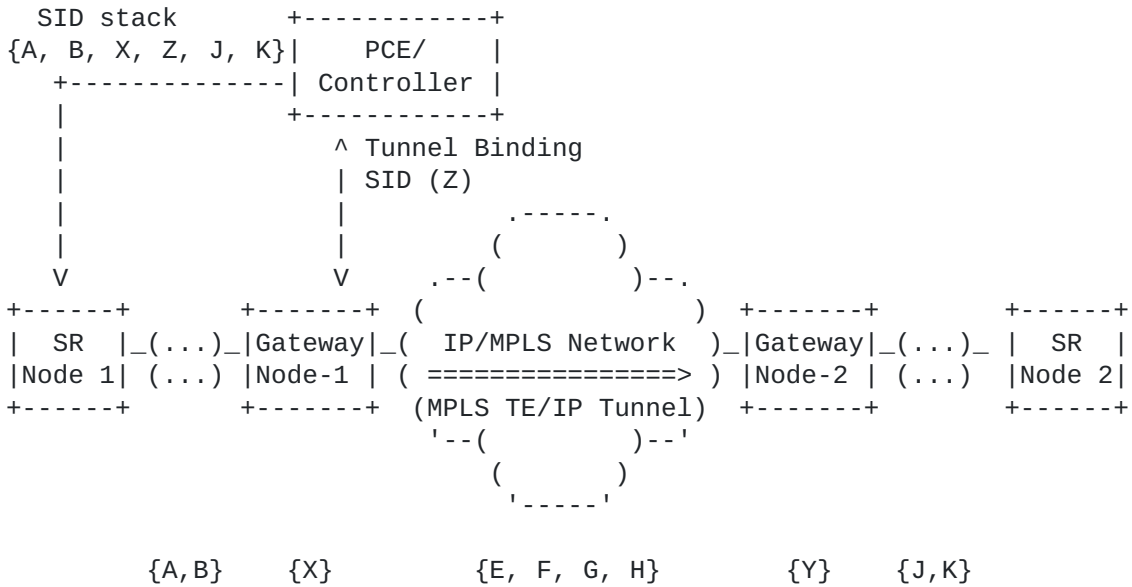 SID stack
{A, B, X, Z, J, K} PCE/
Controller
^ Tunnel Binding
SID (Z)
V V
SR Gateway IP/MPLS Network Gateway SR
Node 1 (...) Node-1 ================> Node-2 (...) Node 2
(MPLS TE/IP Tunnel)
{A,B} {X} {E, F, G, H} {Y} {J,K}